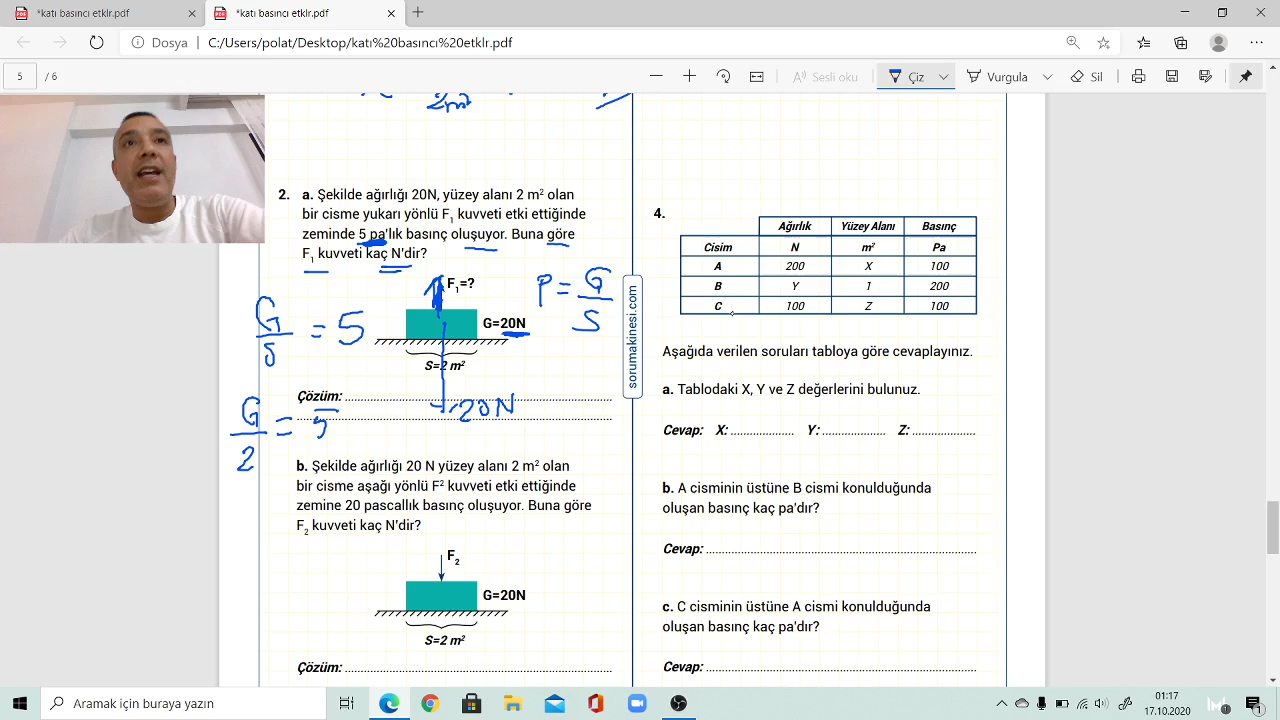 *katı basıncı etklr.pdf
*katı basıncı etklr.pdf
Dosya
C:/Users/polat/Desktop/katı%20basıncı%20etklr.pdf
5
/ 6
Sesli oku
Çiz
Vurgula
Sil
2m²
2. a. Şekilde ağırlığı 20N, yüzey alanı 2 m² olan
bir cisme yukarı yönlü F₁ kuvveti etki ettiğinde
zeminde 5 pa'lık basınç oluşuyor. Buna göre
F₁ kuvveti kaç N'dir?
F₁=?
P = G/S
G/S = 5
G=20N
S=2 m²
Çözüm:
20N
G/2 = 5
b. Şekilde ağırlığı 20 N yüzey alanı 2 m² olan
bir cisme aşağı yönlü F² kuvveti etki ettiğinde
zemine 20 pascallık basınç oluşuyor. Buna göre
F₂ kuvveti kaç N'dir?
F₂
G=20N
S=2 m²
Çözüm:
sorumakinesi.com
4.
Ağırlık Yüzey Alanı Basınç
Cisim N m² Pa
A 200 X 100
B Y 1 200
C 100 Z 100
Aşağıda verilen soruları tabloya göre cevaplayınız.
a. Tablodaki X, Y ve Z değerlerini bulunuz.
Cevap: X: Y: Z:
b. A cisminin üstüne B cismi konulduğunda
oluşan basınç kaç pa'dır?
Cevap:
c. C cisminin üstüne A cismi konulduğunda
oluşan basınç kaç pa'dır?
Cevap:
Aramak için buraya yazın
01:17
17.10.2020